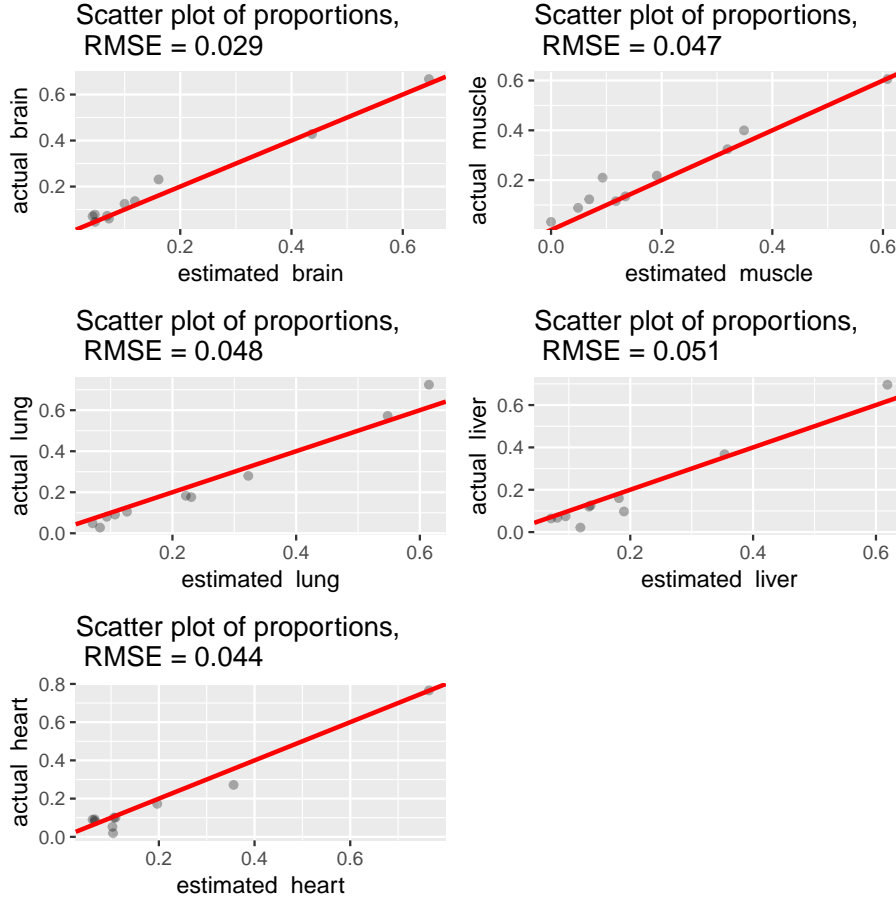 Scatter plot of proportions,
RMSE = 0.029
actual brain
0.6
0.4
0.2
0.2 0.4 0.6
estimated brain
Scatter plot of proportions,
RMSE = 0.047
actual muscle
0.6
0.4
0.2
0.0 0.2 0.4 0.6
estimated muscle
Scatter plot of proportions,
RMSE = 0.048
actual lung
0.6
0.4
0.2
0.0
0.2 0.4 0.6
estimated lung
Scatter plot of proportions,
RMSE = 0.051
actual liver
0.6
0.4
0.2
0.0
0.2 0.4 0.6
estimated liver
Scatter plot of proportions,
RMSE = 0.044
actual heart
0.8
0.6
0.4
0.2
0.0
0.2 0.4 0.6
estimated heart